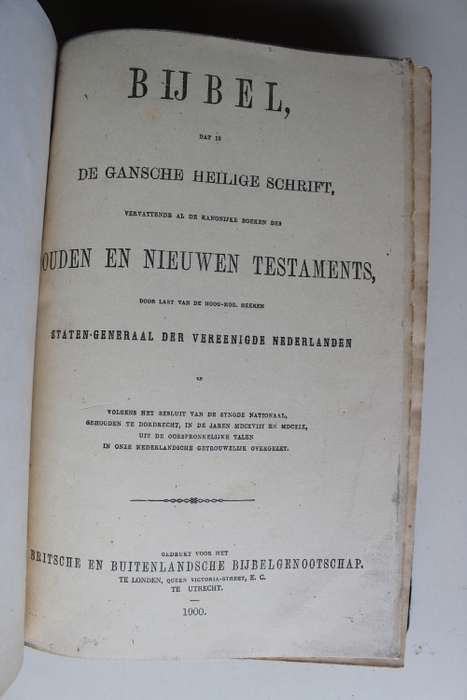 BIJBEL,
DAT IS
DE GANSCHE HEILIGE SCHRIFT,
VERVATTENDE AL DE KANONIJKE BOEKEN DES
OUDEN EN NIEUWEN TESTAMENTS,
DOOR LAST VAN DE HOOG-MOG. HEEREN
STATEN-GENERAAL DER VEREENIGDE NEDERLANDEN
EN
VOLGENS HET BESLUIT VAN DE SYNODE NATIONAAL,
GEHOUDEN TE DORDRECHT, IN DE JAREN MDCXVIII EN MDCXIX,
UIT DE OORSPRONKELIJKE TALEN
IN ONZE NEDERLANDSCHE GETROUWELIJK OVERGEZET.
GEDRUKT VOOR HET
BRITSCHE EN BUITENLANDSCHE BIJBELGENOOTSCHAP.
TE LONDEN, QUEEN VICTORIA-STREET, E. C.
TE UTRECHT.
1900.